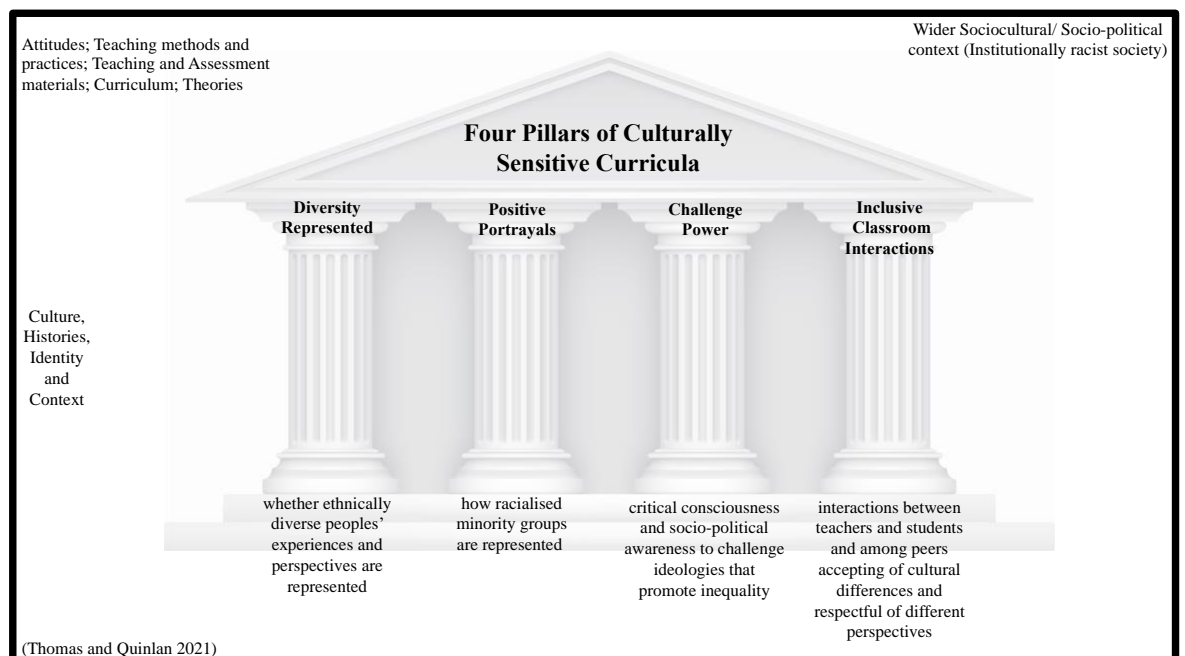 Attitudes; Teaching methods and
practices; Teaching and Assessment
materials; Curriculum; Theories
Wider Sociocultural/ Socio-political
context (Institutionally racist society)
Four Pillars of Culturally
Sensitive Curricula
Diversity
Represented
Positive
Portrayals
Challenge
Power
Inclusive
Classroom
Interactions
Culture,
Histories,
Identity
and
Context
whether ethnically
diverse peoples’
experiences and
perspectives are
represented
how racialised
minority groups
are represented
critical consciousness
and socio-political
awareness to challenge
ideologies that
promote inequality
interactions between
teachers and students
and among peers
accepting of cultural
differences and
respectful of different
perspectives
(Thomas and Quinlan 2021)